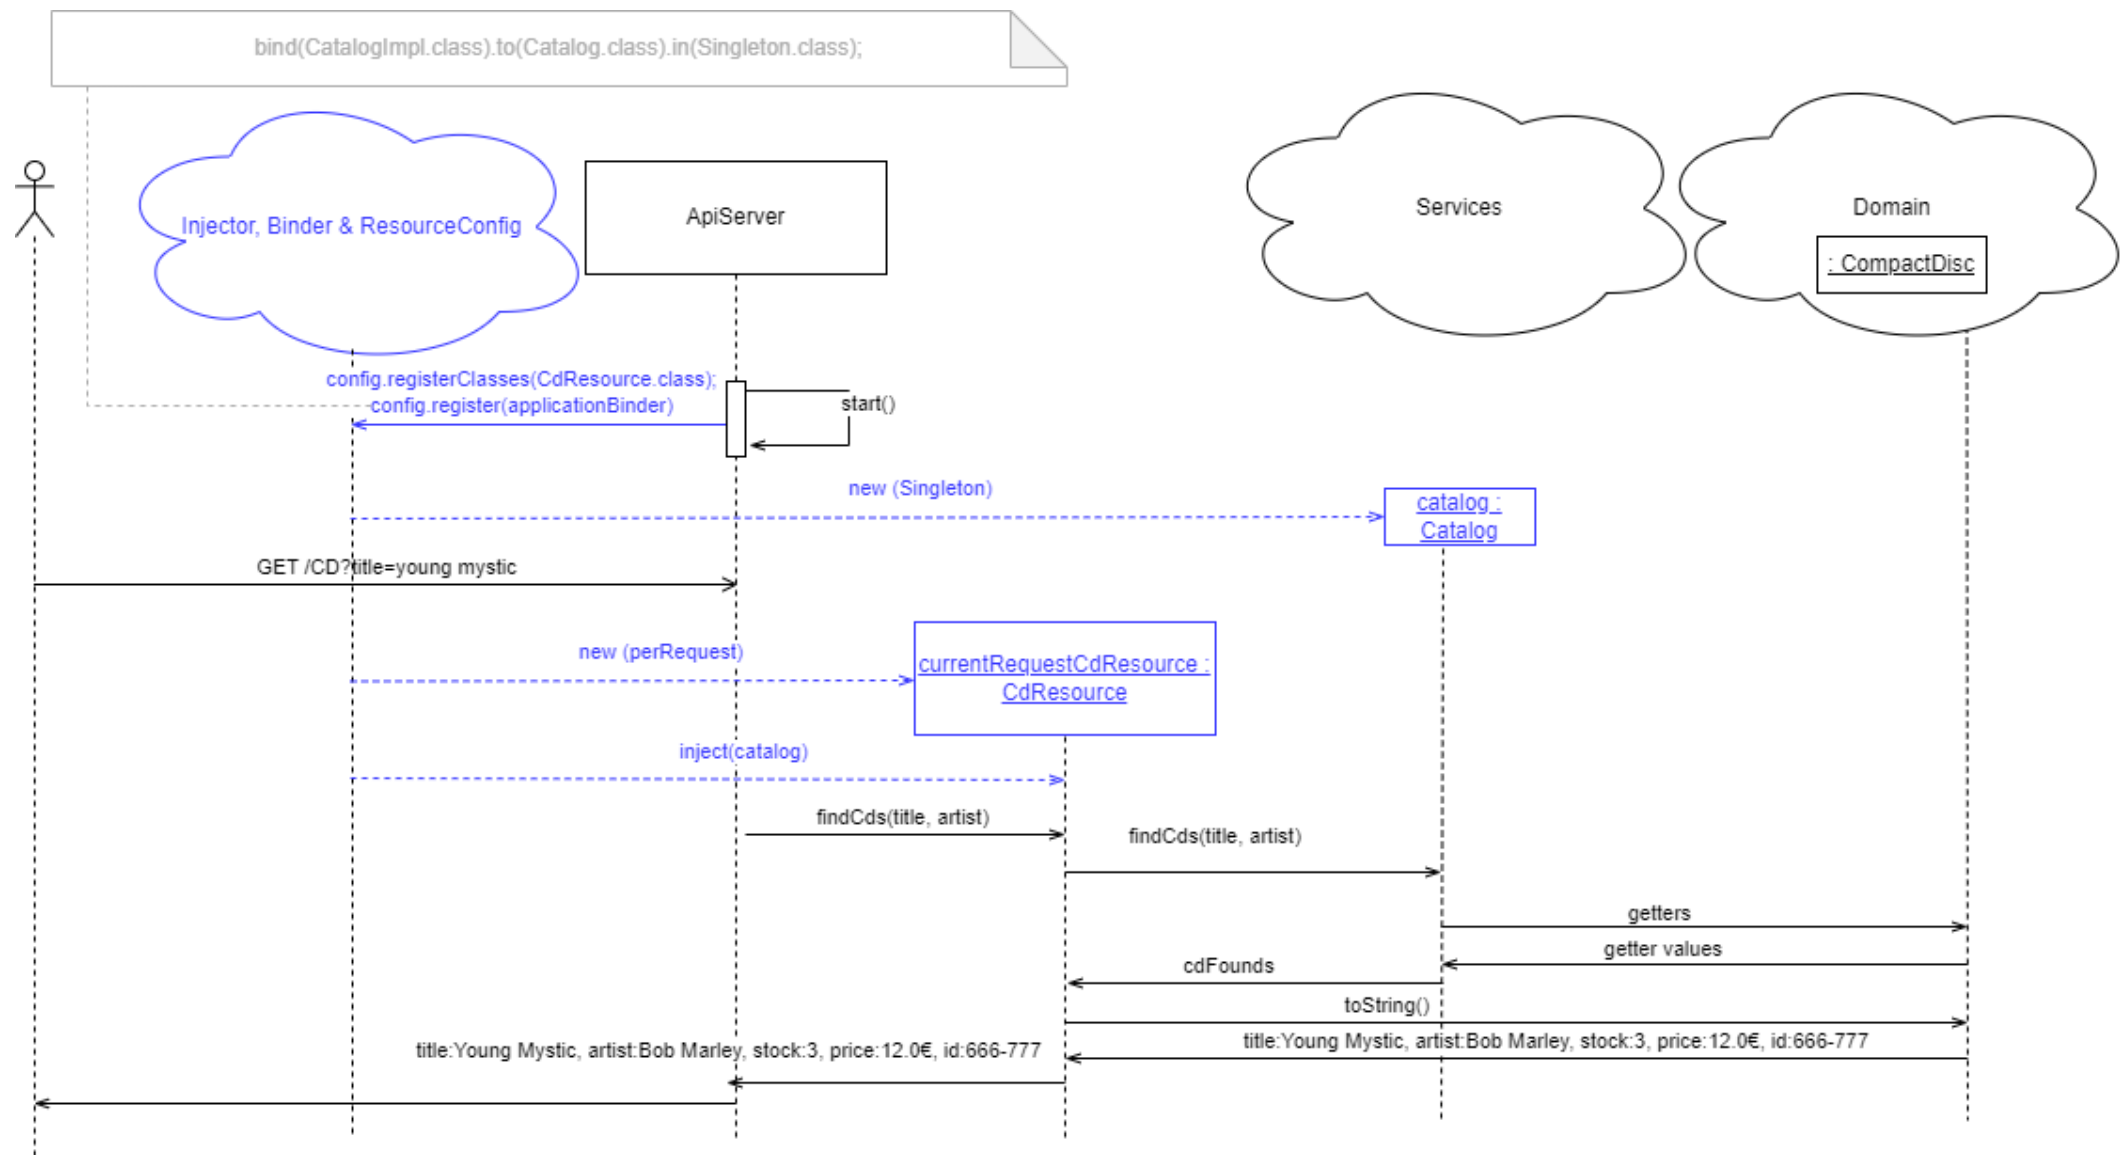 bind(CatalogImpl.class).to(Catalog.class).in(Singleton.class);
Injector, Binder & ResourceConfig
ApiServer
Services
Domain
: CompactDisc
config.registerClasses(CdResource.class);
config.register(applicationBinder)
start()
new (Singleton)
catalog :
Catalog
GET /CD?title=young mystic
new (perRequest)
currentRequestCdResource :
CdResource
inject(catalog)
findCds(title, artist)
findCds(title, artist)
getters
getter values
cdFounds
toString()
title:Young Mystic, artist:Bob Marley, stock:3, price:12.0€, id:666-777
title:Young Mystic, artist:Bob Marley, stock:3, price:12.0€, id:666-777